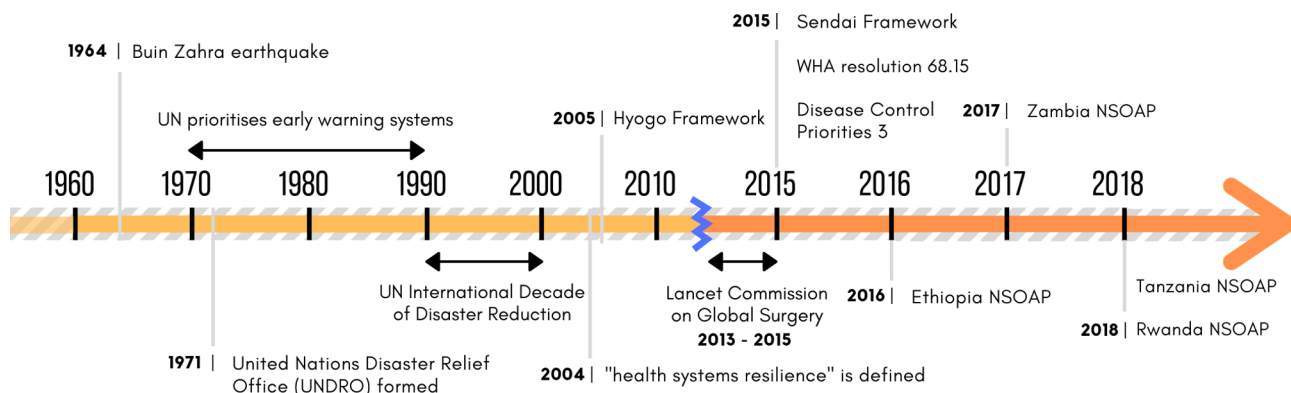 2015 | Sendai Framework
1964 | Buin Zahra earthquake
WHA resolution 68.15
UN prioritises early warning systems
2005 | Hyogo Framework
Disease Control
Priorities 3
2017 | Zambia NSOAP
1960 1970 1980 1990 2000 2010 2015 2016 2017 2018
UN International Decade
of Disaster Reduction
Lancet Commission
on Global Surgery
2013 - 2015
2016 | Ethiopia NSOAP
Tanzania NSOAP
2018 | Rwanda NSOAP
1971 | United Nations Disaster Relief
Office (UNDRO) formed
2004 | "health systems resilience" is defined